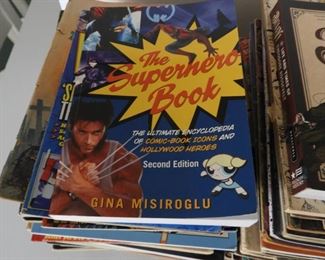 The
Superhero
Book
THE ULTIMATE ENCYCLOPEDIA
OF COMIC-BOOK ICONS AND
HOLLYWOOD HEROES
Second Edition
GINA MISIROGLU